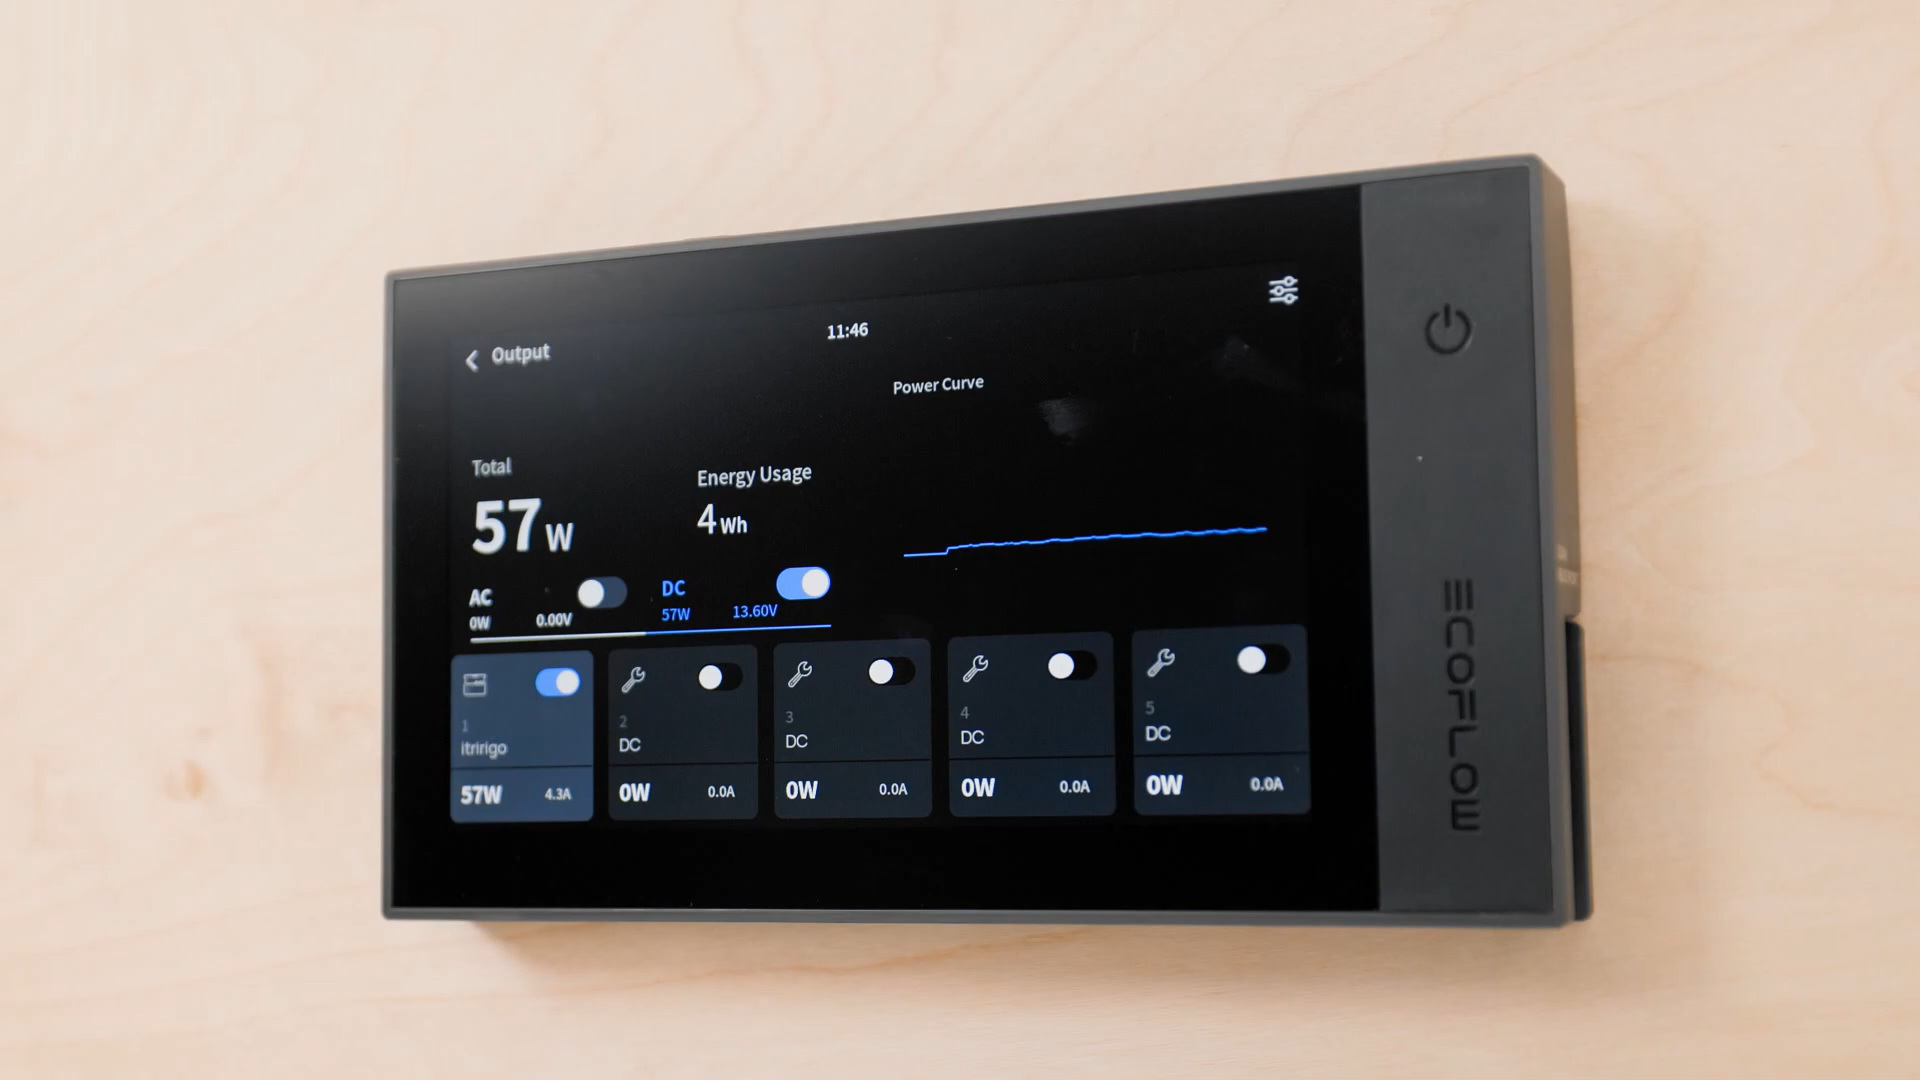 11:46
Output
Power Curve
Total
Energy Usage
57W
4Wh
AC
DC
0W 0.00V
57W 13.60V
1
itririgo
57W 4.3A
2
DC
0W 0.0A
3
DC
0W 0.0A
4
DC
0W 0.0A
5
DC
0W 0.0A
ECOFLOW